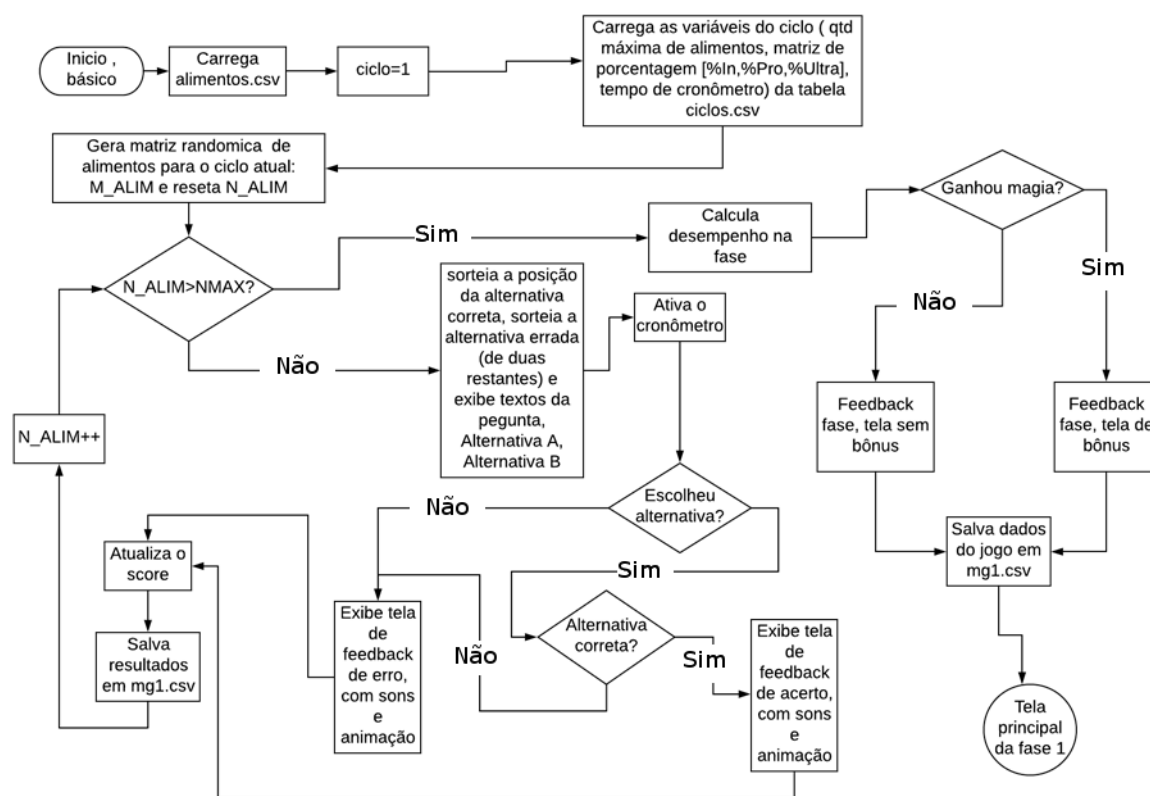 Inicio ,
básico
Carrega
alimentos.csv
ciclo=1
Carrega as variáveis do ciclo ( qtd
máxima de alimentos, matriz de
porcentagem [%In,%Pro,%Ultra],
tempo de cronômetro) da tabela
ciclos.csv
Gera matriz randomica de
alimentos para o ciclo atual:
M_ALIM e reseta N_ALIM
N_ALIM>NMAX?
Sim
Calcula
desempenho na
fase
Ganhou magia?
Não
Sim
Não
sorteia a posição
da alternativa
correta, sorteia a
alternativa errada
(de duas
restantes) e
exibe textos da
pegunta,
Alternativa A,
Alternativa B
Ativa o
cronômetro
Feedback
fase, tela sem
bônus
Feedback
fase, tela de
bônus
N_ALIM++
Escolheu
alternativa?
Não
Sim
Atualiza o
score
Salva
resultados
em mg1.csv
Exibe tela
de
feedback
de erro,
com sons
e
animação
Não
Alternativa
correta?
Sim
Exibe tela
de
feedback
de acerto,
com sons
e
animação
Salva dados
do jogo em
mg1.csv
Tela
principal
da fase 1